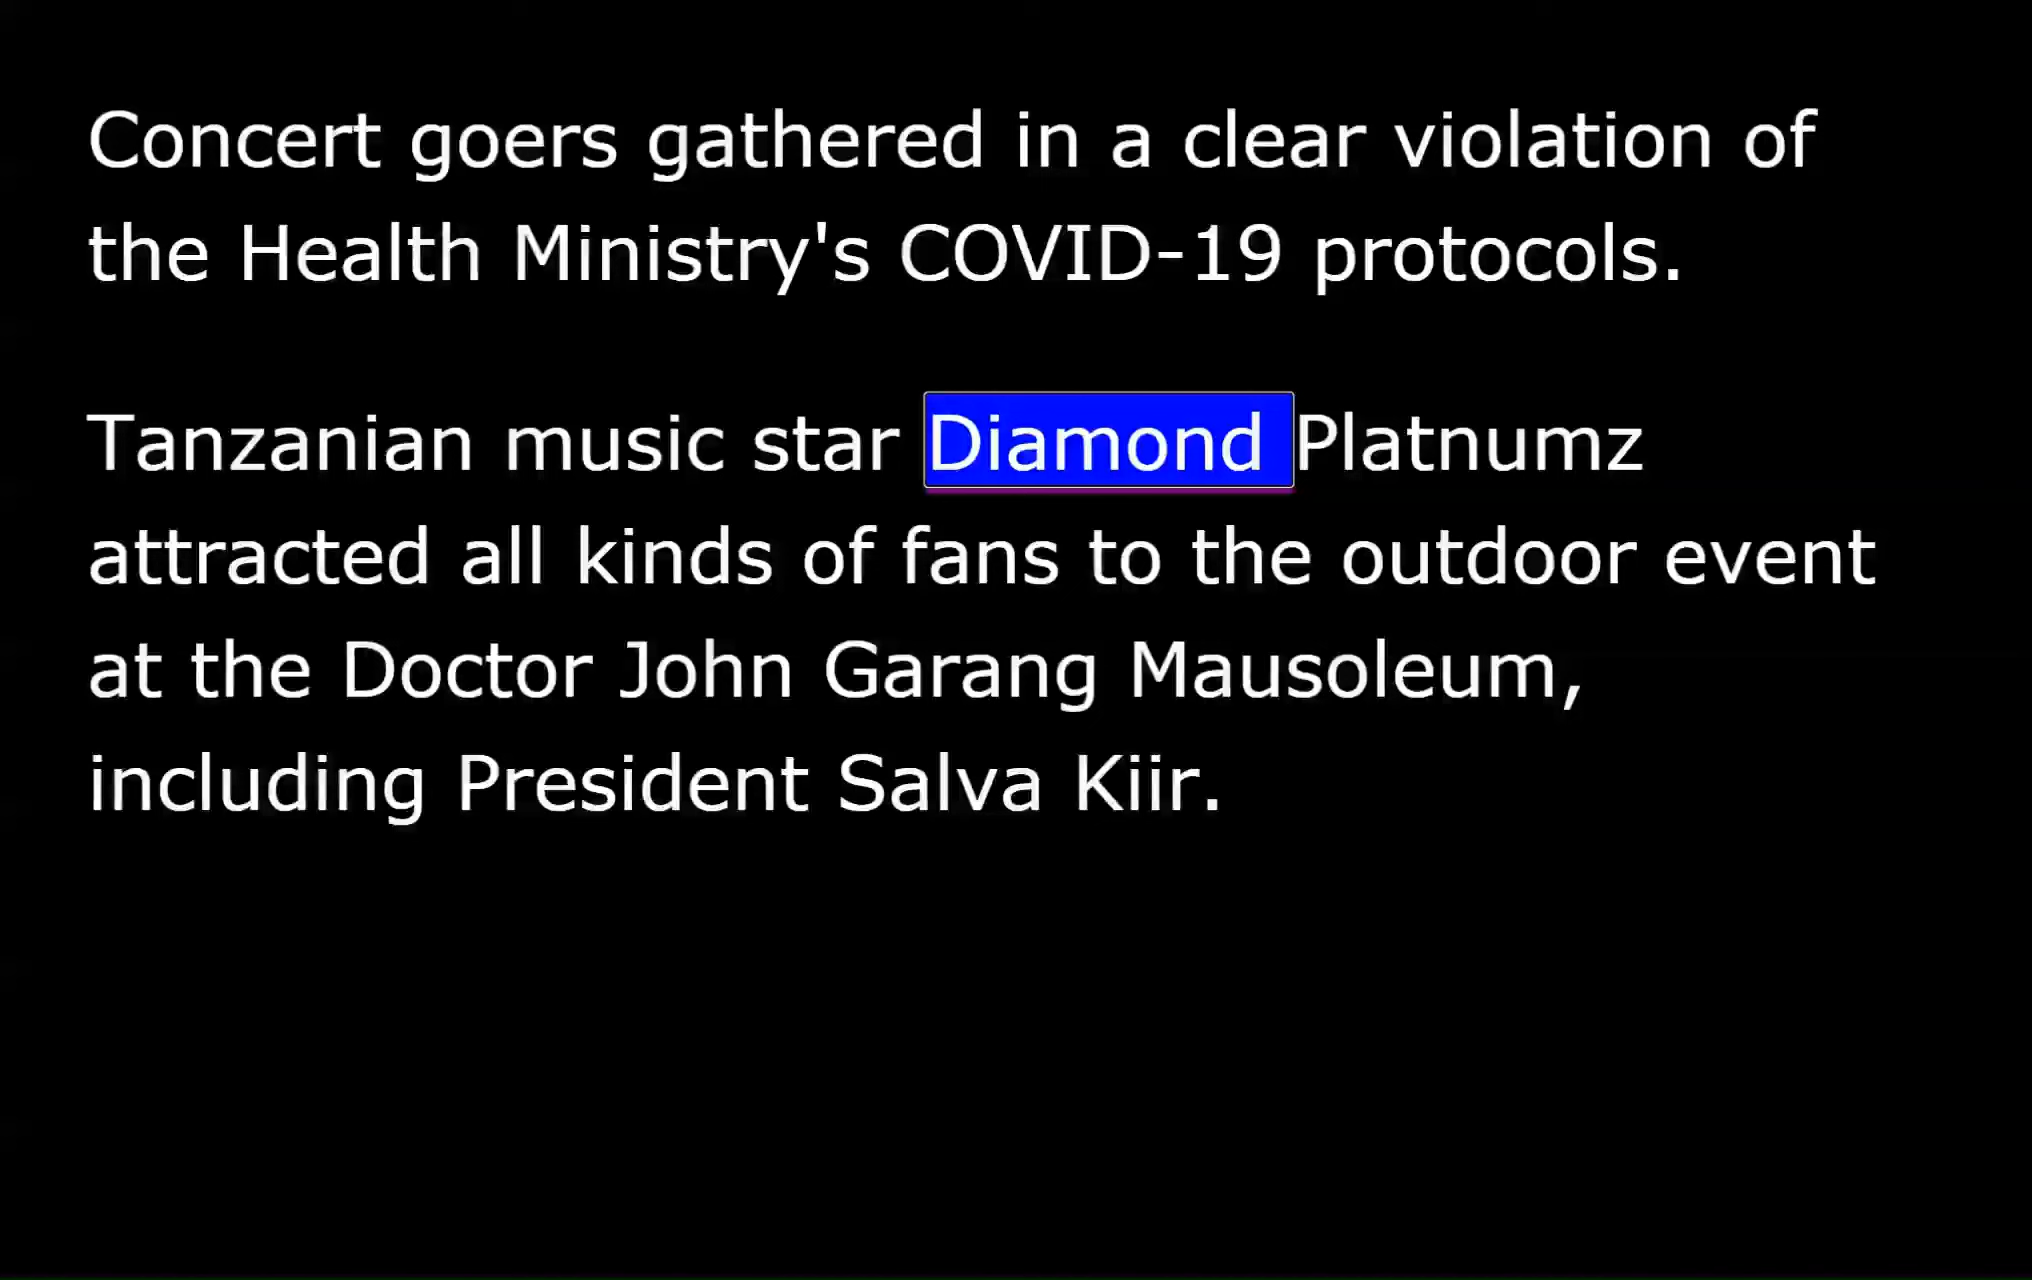 Concert goers gathered in a clear violation of
the Health Ministry's COVID-19 protocols.
Tanzanian music star Diamond Platnumz
attracted all kinds of fans to the outdoor event
at the Doctor John Garang Mausoleum,
including President Salva Kiir.